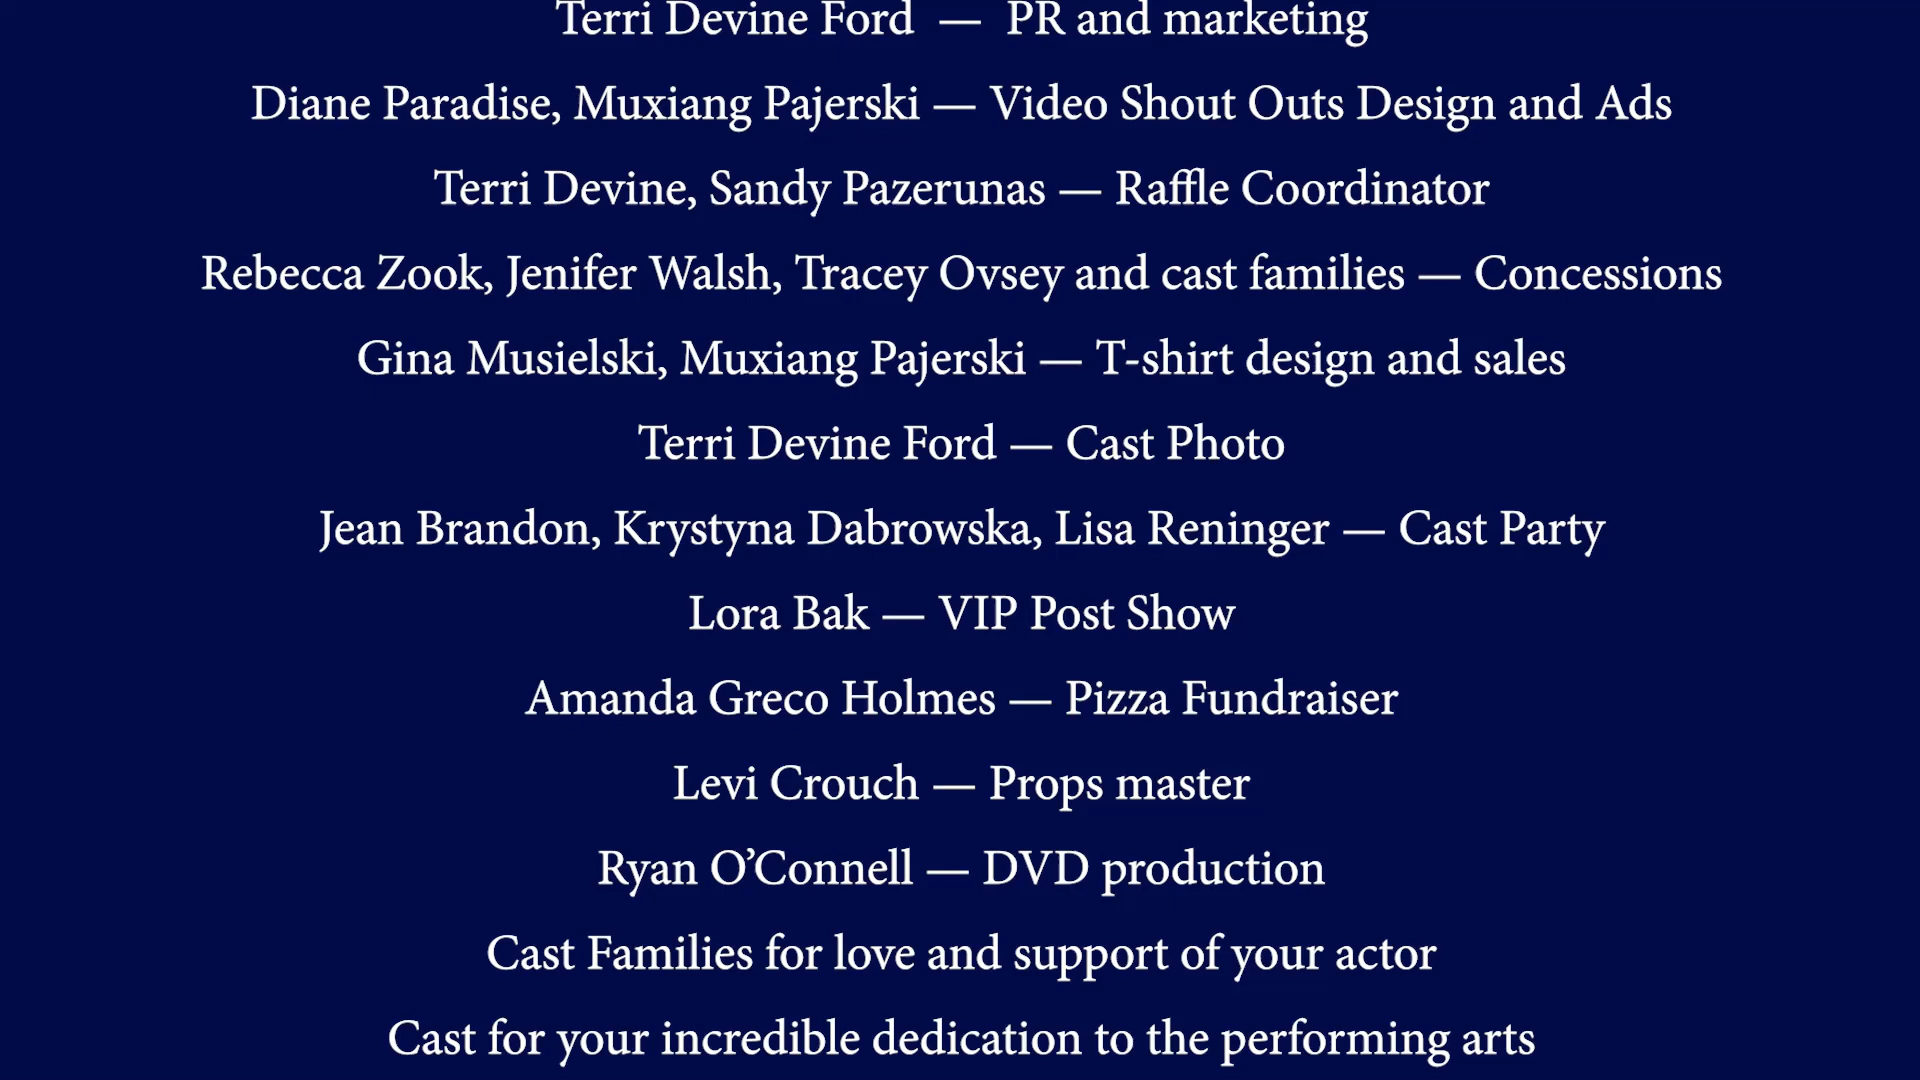 Terri Devine Ford — PR and marketing
Diane Paradise, Muxiang Pajerski — Video Shout Outs Design and Ads
Terri Devine, Sandy Pazerunas — Raffle Coordinator
Rebecca Zook, Jenifer Walsh, Tracey Ovsey and cast families — Concessions
Gina Musielski, Muxiang Pajerski — T-shirt design and sales
Terri Devine Ford — Cast Photo
Jean Brandon, Krystyna Dabrowska, Lisa Reninger — Cast Party
Lora Bak — VIP Post Show
Amanda Greco Holmes — Pizza Fundraiser
Levi Crouch — Props master
Ryan O’Connell — DVD production
Cast Families for love and support of your actor
Cast for your incredible dedication to the performing arts